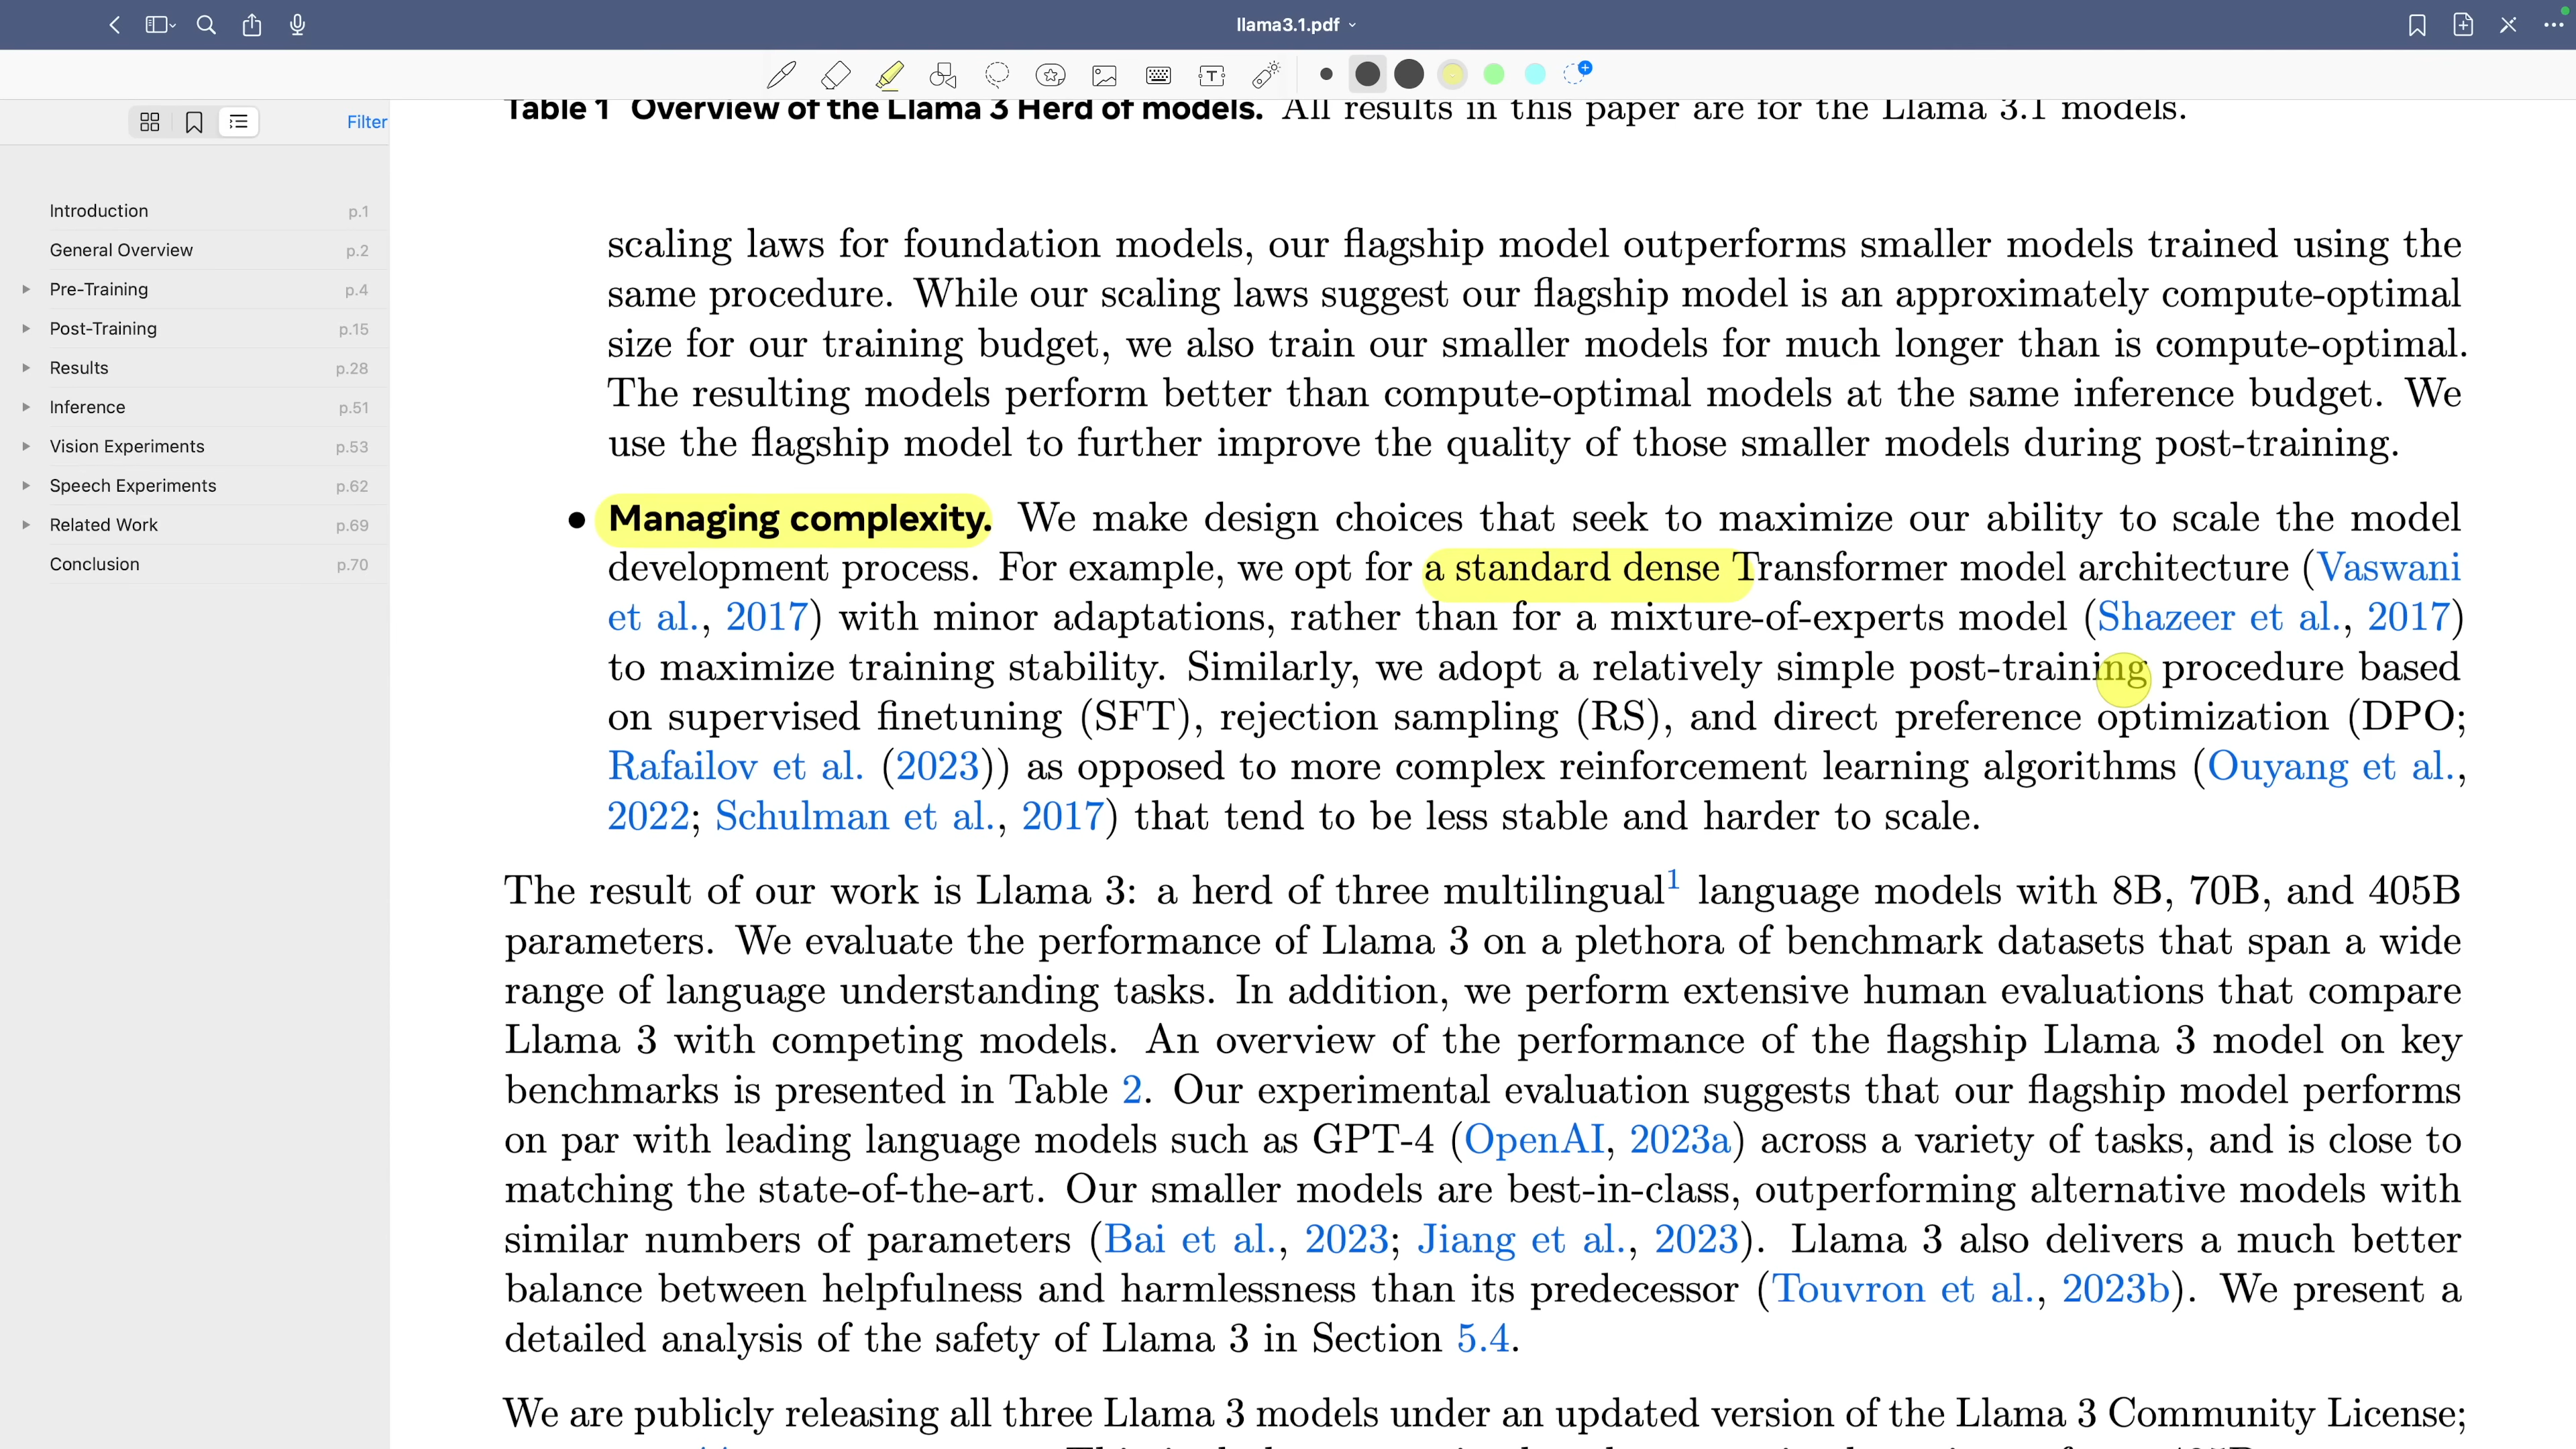 llama3.1.pdf
Filter
Introduction p.1
General Overview p.2
Pre-Training p.4
Post-Training p.15
Results p.28
Inference p.51
Vision Experiments p.53
Speech Experiments p.62
Related Work p.69
Conclusion p.70
Table 1 Overview of the Llama 3 Herd of models. All results in this paper are for the Llama 3.1 models.
scaling laws for foundation models, our flagship model outperforms smaller models trained using the
same procedure. While our scaling laws suggest our flagship model is an approximately compute-optimal
size for our training budget, we also train our smaller models for much longer than is compute-optimal.
The resulting models perform better than compute-optimal models at the same inference budget. We
use the flagship model to further improve the quality of those smaller models during post-training.
• Managing complexity. We make design choices that seek to maximize our ability to scale the model
development process. For example, we opt for a standard dense Transformer model architecture (Vaswani
et al., 2017) with minor adaptations, rather than for a mixture-of-experts model (Shazeer et al., 2017)
to maximize training stability. Similarly, we adopt a relatively simple post-training procedure based
on supervised finetuning (SFT), rejection sampling (RS), and direct preference optimization (DPO;
Rafailov et al. (2023)) as opposed to more complex reinforcement learning algorithms (Ouyang et al.,
2022; Schulman et al., 2017) that tend to be less stable and harder to scale.
The result of our work is Llama 3: a herd of three multilingual1 language models with 8B, 70B, and 405B
parameters. We evaluate the performance of Llama 3 on a plethora of benchmark datasets that span a wide
range of language understanding tasks. In addition, we perform extensive human evaluations that compare
Llama 3 with competing models. An overview of the performance of the flagship Llama 3 model on key
benchmarks is presented in Table 2. Our experimental evaluation suggests that our flagship model performs
on par with leading language models such as GPT-4 (OpenAI, 2023a) across a variety of tasks, and is close to
matching the state-of-the-art. Our smaller models are best-in-class, outperforming alternative models with
similar numbers of parameters (Bai et al., 2023; Jiang et al., 2023). Llama 3 also delivers a much better
balance between helpfulness and harmlessness than its predecessor (Touvron et al., 2023b). We present a
detailed analysis of the safety of Llama 3 in Section 5.4.
We are publicly releasing all three Llama 3 models under an updated version of the Llama 3 Community License;